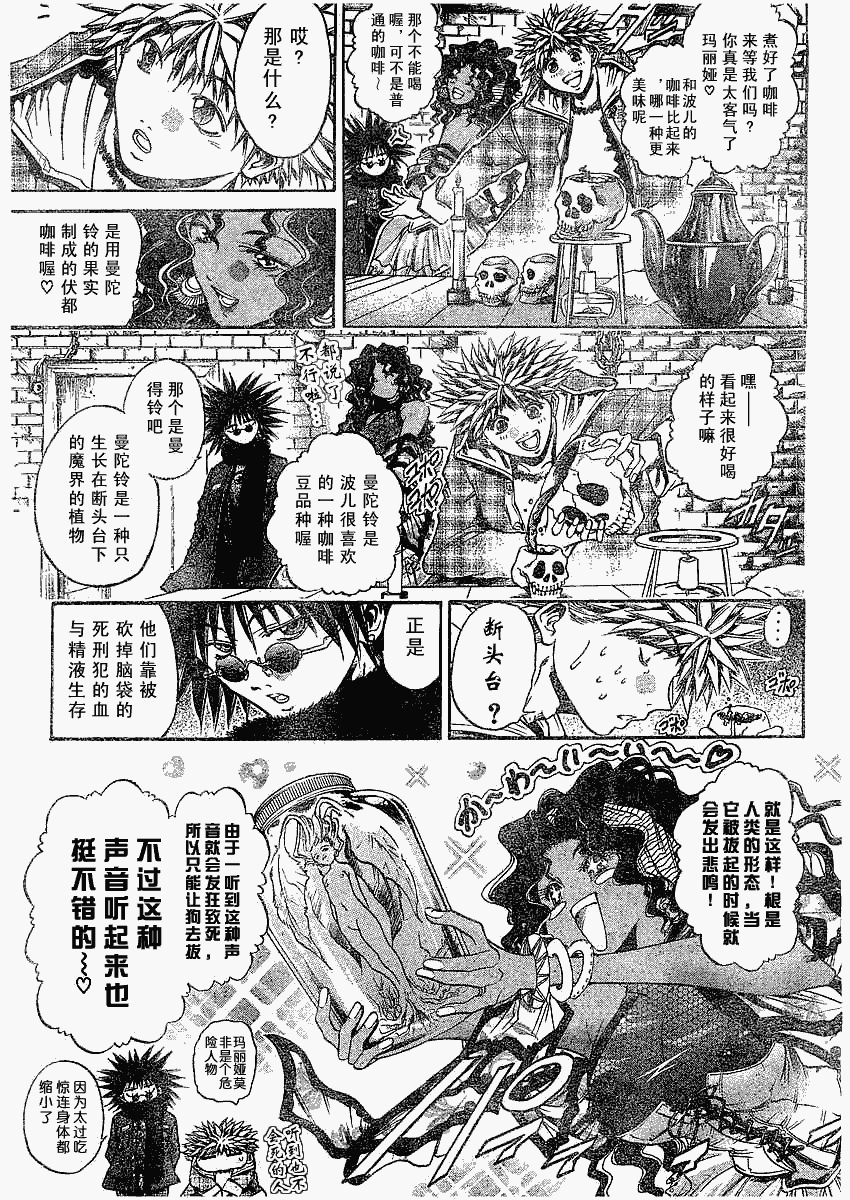 煮好了咖啡
来等我们吗？
你真是太客气了
玛丽娅♡
和波儿的
咖啡比起来
，哪一种更
美味呢
那个不能喝
喔，可不是普
通的咖啡～
哎？
那是什么？
是用曼陀
铃的果实
制成的伏都
咖啡喔♡
嘿——
看起来很好喝
的样子嘛
都说了
不行啦…
曼陀铃是
波儿很喜欢
的一种咖啡
豆品种喔
那个是曼
得铃吧
曼陀铃是一种只
生长在断头台下
的魔界的植物
…
断头台？
正是
他们靠被
砍掉脑袋的
死刑犯的血
与精液生存
か～わ～い～い～♡
就是这样！根是
人类的形态，当
它被拔起的时候就
会发出悲鸣！
由于一听到这种声
音就会发狂致死，
所以只能让狗去拔
不过这种
声音听起来也
挺不错的～♡
玛丽娅莫
非是个危
险人物
因为太过吃
惊连身体都
缩小了
听到也不
会死的人